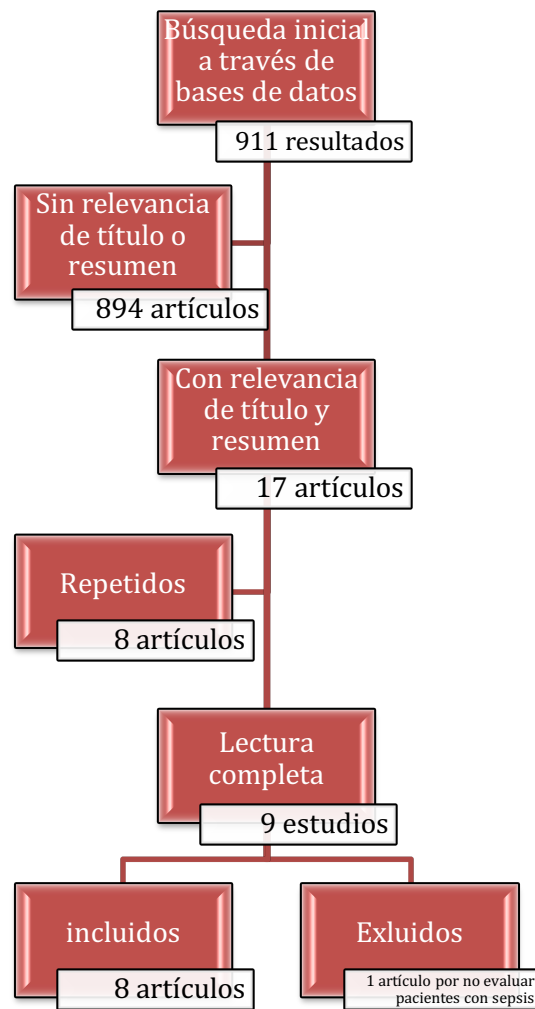 Búsqueda inicial
a través de
bases de datos
911 resultados
Sin relevancia
de título o
resumen
894 artículos
Con relevancia
de título y
resumen
17 artículos
Repetidos
8 artículos
Lectura
completa
9 estudios
incluidos
8 artículos
Exluidos
1 artículo por no evaluar
pacientes con sepsis